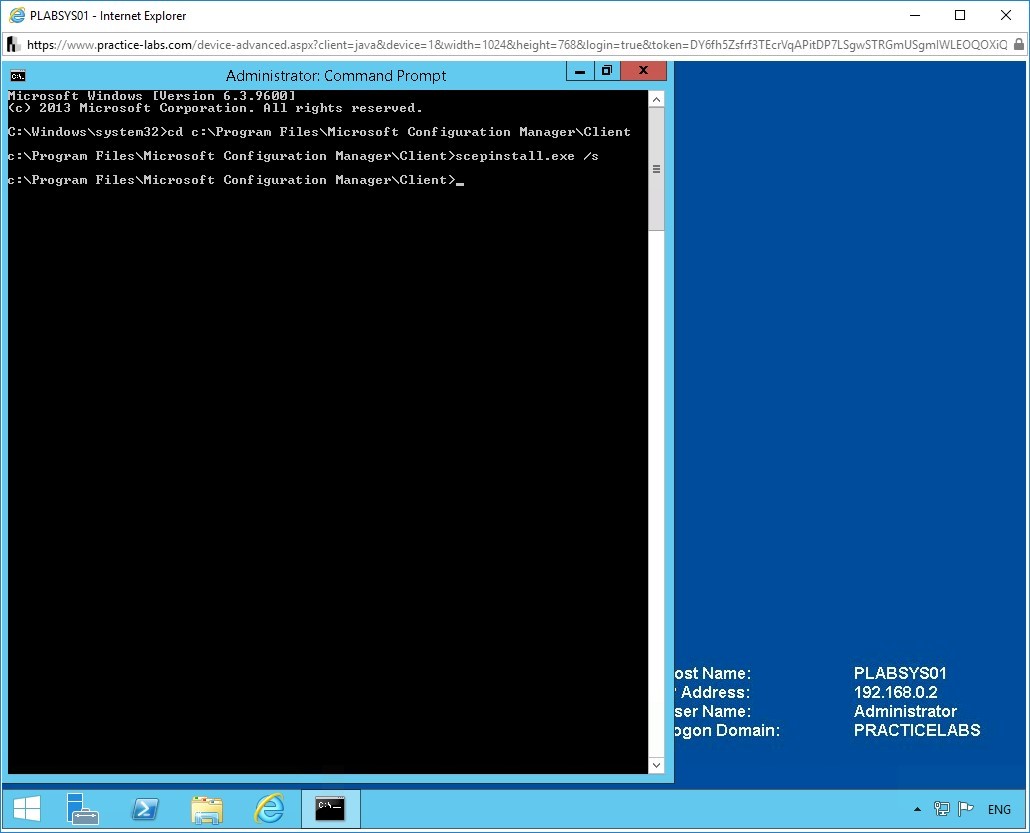 PLABSYS01 - Internet Explorer
https://www.practice-labs.com/device-advanced.aspx?client=java&device=1&width=1024&height=768&login=true&token=DY6fh5Zsfrf3TEcrVqAPitDP7LSgwSTRGmUSgmIWLEOQOXiQ
Administrator: Command Prompt
Microsoft Windows [Version 6.3.9600]
(c) 2013 Microsoft Corporation. All rights reserved.
C:\Windows\system32>cd c:\Program Files\Microsoft Configuration Manager\Client
c:\Program Files\Microsoft Configuration Manager\Client>scepinstall.exe /s
c:\Program Files\Microsoft Configuration Manager\Client>_
ost Name: PLABSYS01
Address: 192.168.0.2
ser Name: Administrator
ogon Domain: PRACTICELABS
ENG